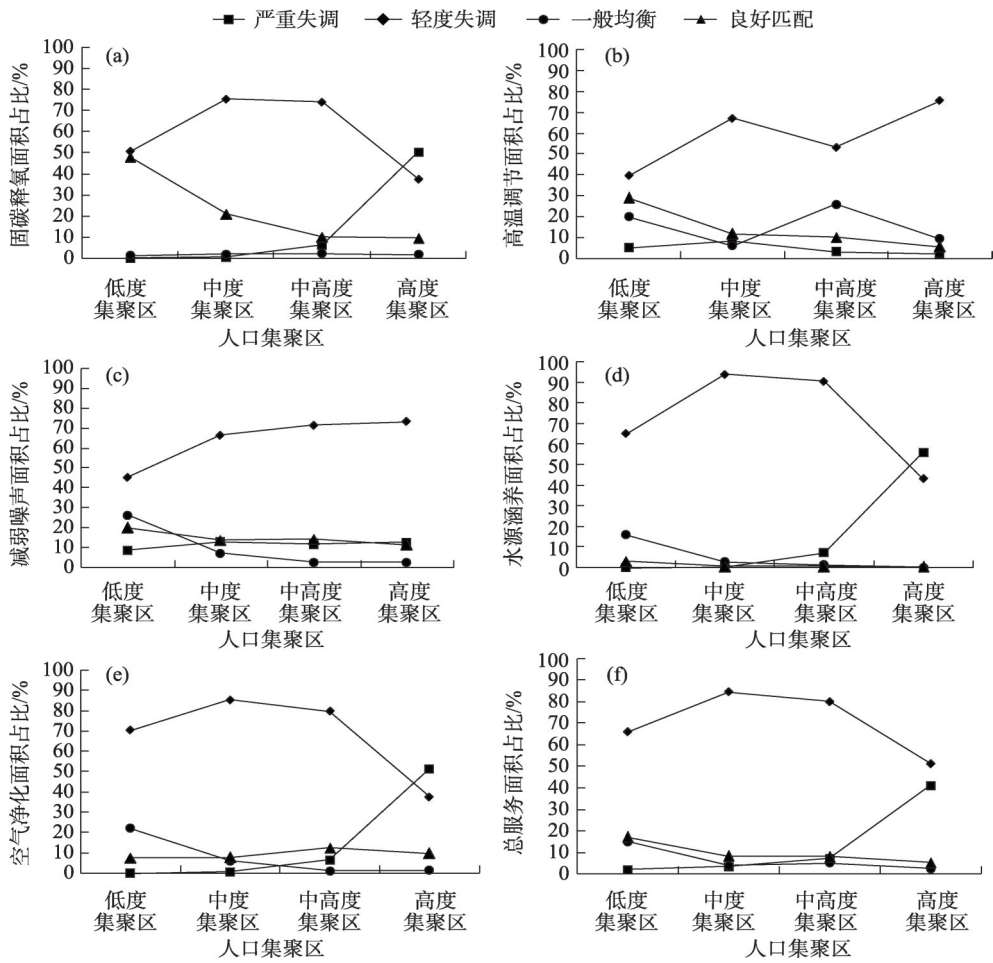 严重失调 轻度失调 一般均衡 良好匹配
(a)
固碳释氧面积占比/%
100
90
80
70
60
50
40
30
20
10
0
低度 中度 中高度 高度
集聚区 集聚区 集聚区 集聚区
人口集聚区
(b)
高温调节面积占比/%
100
90
80
70
60
50
40
30
20
10
0
低度 中度 中高度 高度
集聚区 集聚区 集聚区 集聚区
人口集聚区
(c)
减弱噪声面积占比/%
100
90
80
70
60
50
40
30
20
10
0
低度 中度 中高度 高度
集聚区 集聚区 集聚区 集聚区
人口集聚区
(d)
水源涵养面积占比/%
100
90
80
70
60
50
40
30
20
10
0
低度 中度 中高度 高度
集聚区 集聚区 集聚区 集聚区
人口集聚区
(e)
空气净化面积占比/%
100
90
80
70
60
50
40
30
20
10
0
低度 中度 中高度 高度
集聚区 集聚区 集聚区 集聚区
人口集聚区
(f)
总服务面积占比/%
100
90
80
70
60
50
40
30
20
10
0
低度 中度 中高度 高度
集聚区 集聚区 集聚区 集聚区
人口集聚区